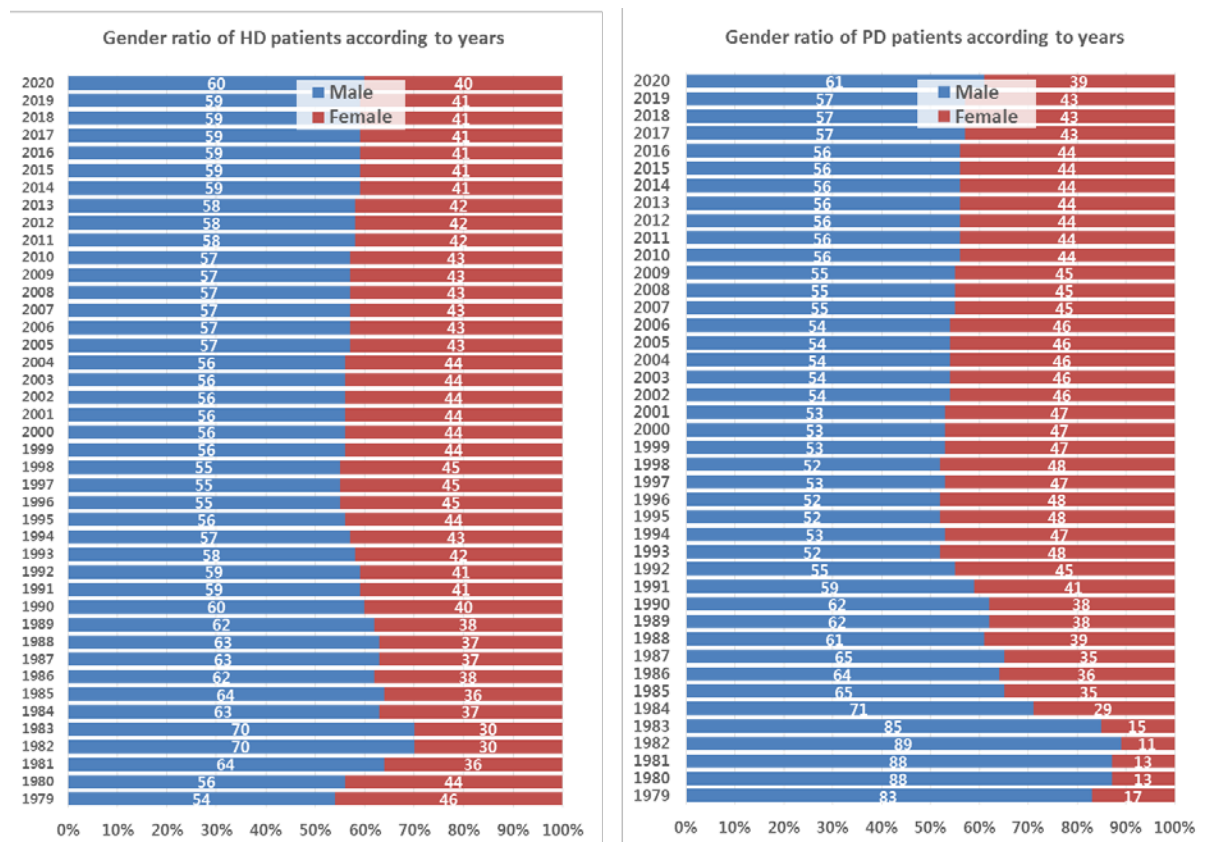 Gender ratio of HD patients according to years
Male
Female
2020 60 40
2019 59 41
2018 59 41
2017 59 41
2016 59 41
2015 59 41
2014 59 41
2013 58 42
2012 58 42
2011 58 42
2010 57 43
2009 57 43
2008 57 43
2007 57 43
2006 57 43
2005 57 43
2004 56 44
2003 56 44
2002 56 44
2001 56 44
2000 56 44
1999 56 44
1998 55 45
1997 55 45
1996 55 45
1995 56 44
1994 57 43
1993 58 42
1992 59 41
1991 59 41
1990 60 40
1989 62 38
1988 63 37
1987 63 37
1986 62 38
1985 64 36
1984 63 37
1983 70 30
1982 70 30
1981 64 36
1980 56 44
1979 54 46
0% 10% 20% 30% 40% 50% 60% 70% 80% 90% 100%
Gender ratio of PD patients according to years
Male
Female
2020 61 39
2019 57 43
2018 57 43
2017 57 43
2016 56 44
2015 56 44
2014 56 44
2013 56 44
2012 56 44
2011 56 44
2010 56 44
2009 55 45
2008 55 45
2007 55 45
2006 54 46
2005 54 46
2004 54 46
2003 54 46
2002 54 46
2001 53 47
2000 53 47
1999 53 47
1998 52 48
1997 53 47
1996 52 48
1995 52 48
1994 53 47
1993 52 48
1992 55 45
1991 59 41
1990 62 38
1989 62 38
1988 61 39
1987 65 35
1986 64 36
1985 65 35
1984 71 29
1983 85 15
1982 89 11
1981 88 13
1980 88 13
1979 83 17
0% 10% 20% 30% 40% 50% 60% 70% 80% 90% 100%